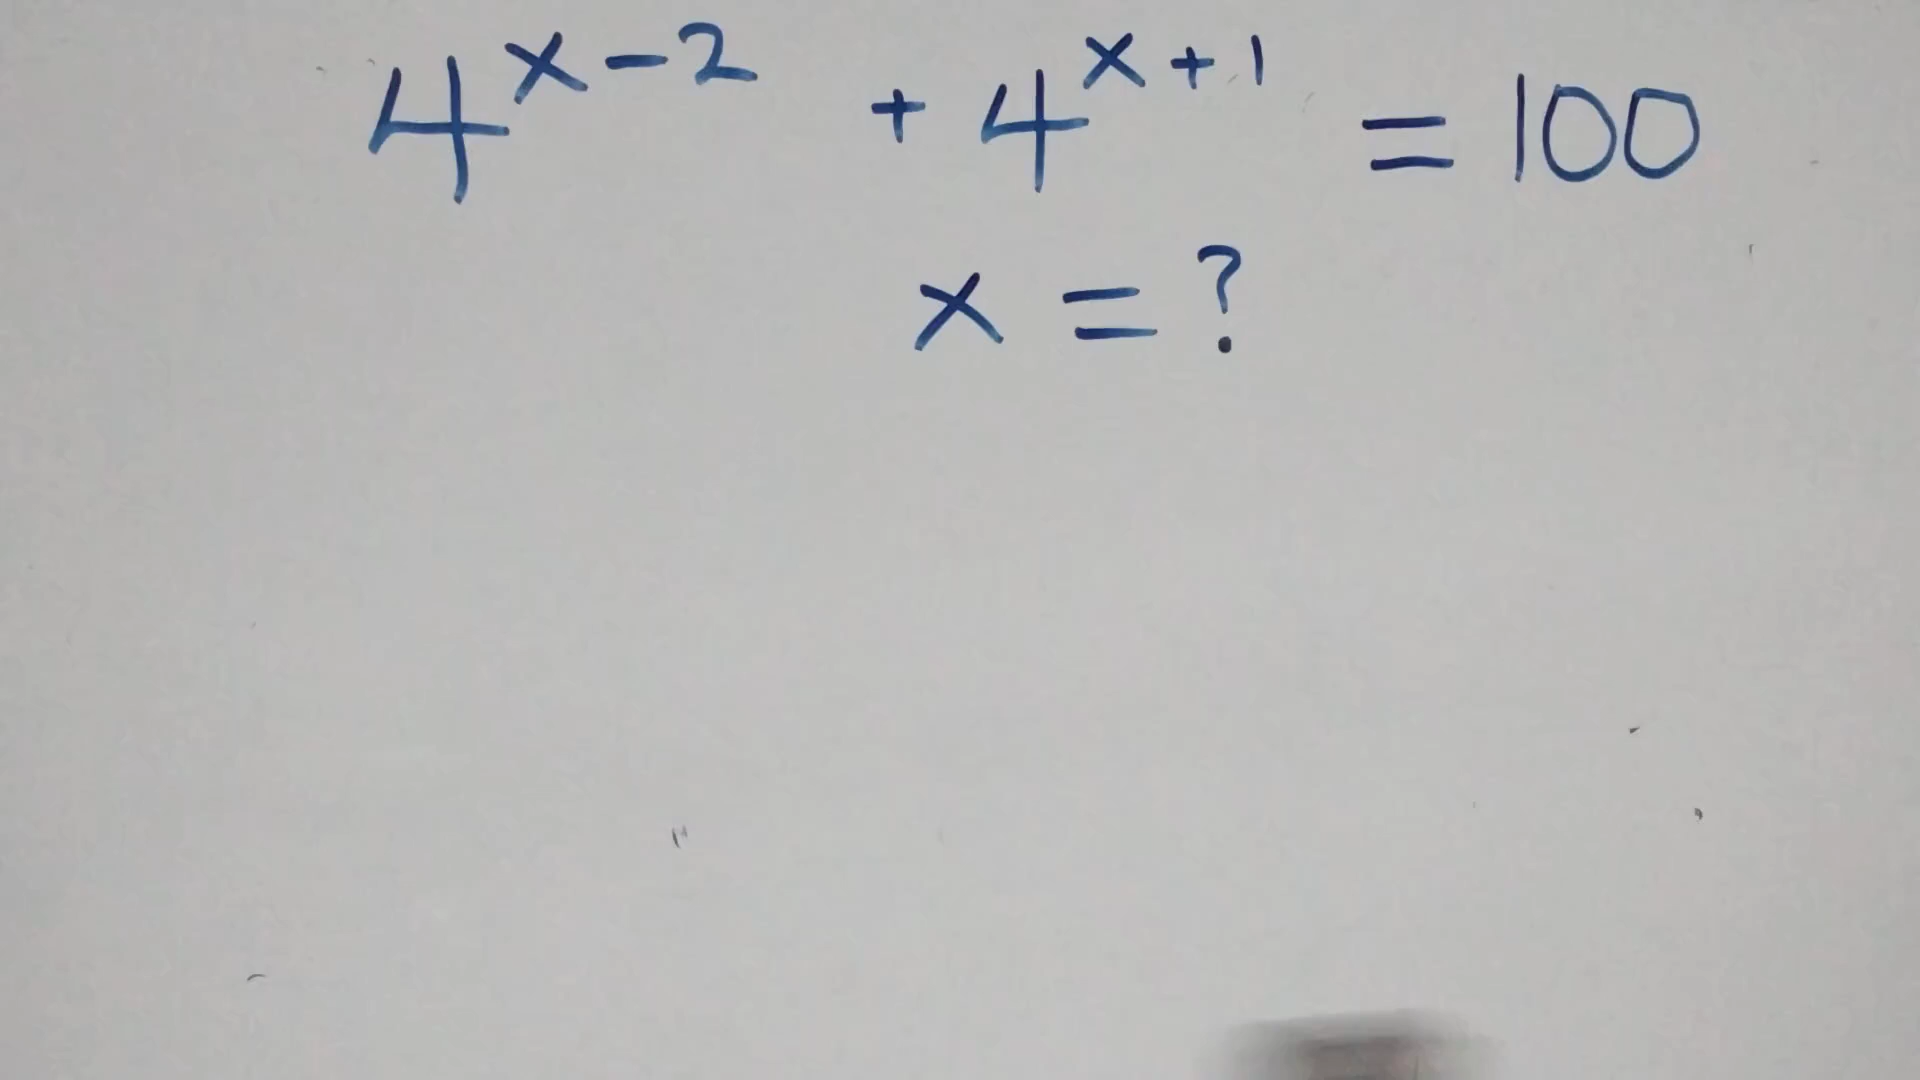 4^{x-2} + 4^{x+1} = 100
x = ?